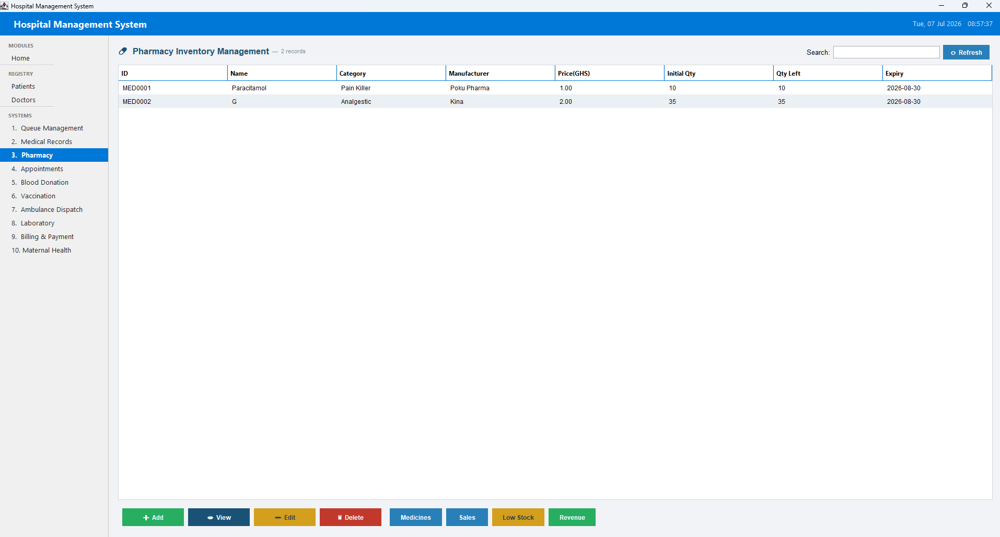 Hospital Management System
Hospital Management System
Tue, 07 Jul 2026 08:57:37
MODULES
Home
REGISTRY
Patients
Doctors
SYSTEMS
1. Queue Management
2. Medical Records
3. Pharmacy
4. Appointments
5. Blood Donation
6. Vaccination
7. Ambulance Dispatch
8. Laboratory
9. Billing & Payment
10. Maternal Health
Pharmacy Inventory Management — 2 records
Search: Refresh
ID Name Category Manufacturer Price(GHS) Initial Qty Qty Left Expiry
MED0001 Paracitamol Pain Killer Poku Pharma 1.00 10 10 2026-08-30
MED0002 G Analgestic Kina 2.00 35 35 2026-08-30
Add View Edit Delete Medicines Sales Low Stock Revenue